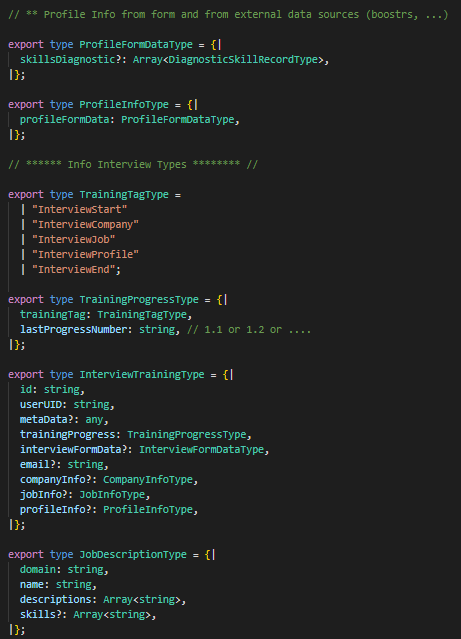 // ** Profile Info from form and from external data sources (boostrs, ...)
export type ProfileFormDataType = {|
skillsDiagnostic?: Array<DiagnosticSkillRecordType>,
|};
export type ProfileInfoType = {|
profileFormData: ProfileFormDataType,
|};
// ****** Info Interview Types ******** //
export type TrainingTagType =
| "InterviewStart"
| "InterviewCompany"
| "InterviewJob"
| "InterviewProfile"
| "InterviewEnd";
export type TrainingProgressType = {|
trainingTag: TrainingTagType,
lastProgressNumber: string, // 1.1 or 1.2 or ....
|};
export type InterviewTrainingType = {|
id: string,
userUID: string,
metaData?: any,
trainingProgress: TrainingProgressType,
interviewFormData?: InterviewFormDataType,
email?: string,
companyInfo?: CompanyInfoType,
jobInfo?: JobInfoType,
profileInfo?: ProfileInfoType,
|};
export type JobDescriptionType = {|
domain: string,
name: string,
descriptions: Array<string>,
skills?: Array<string>,
|};